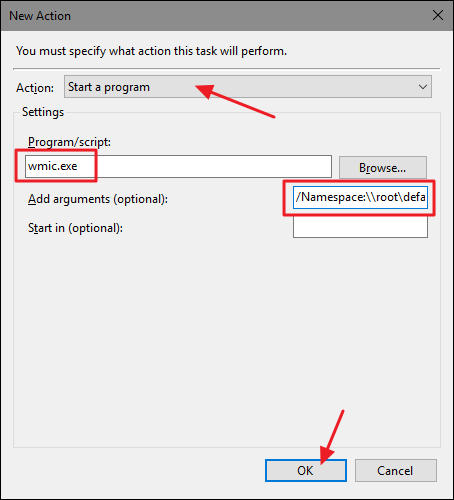 New Action
You must specify what action this task will perform.
Action: Start a program
Settings
Program/script:
wmic.exe Browse...
Add arguments (optional): /Namespace:\\root\defa
Start in (optional):
OK Cancel